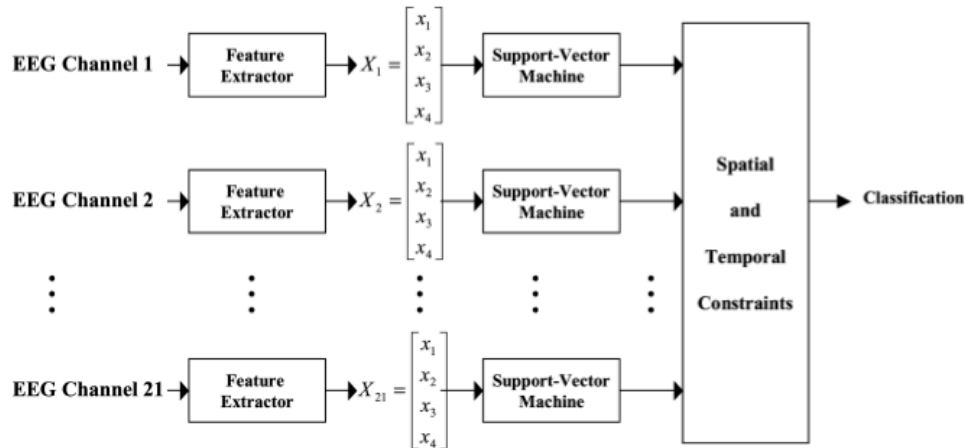 EEG Channel 1
Feature
Extractor
X₁ =
x₁
x₂
x₃
x₄
Support-Vector
Machine
EEG Channel 2
Feature
Extractor
X₂ =
x₁
x₂
x₃
x₄
Support-Vector
Machine
EEG Channel 21
Feature
Extractor
X₂₁ =
x₁
x₂
x₃
x₄
Support-Vector
Machine
Spatial
and
Temporal
Constraints
Classification